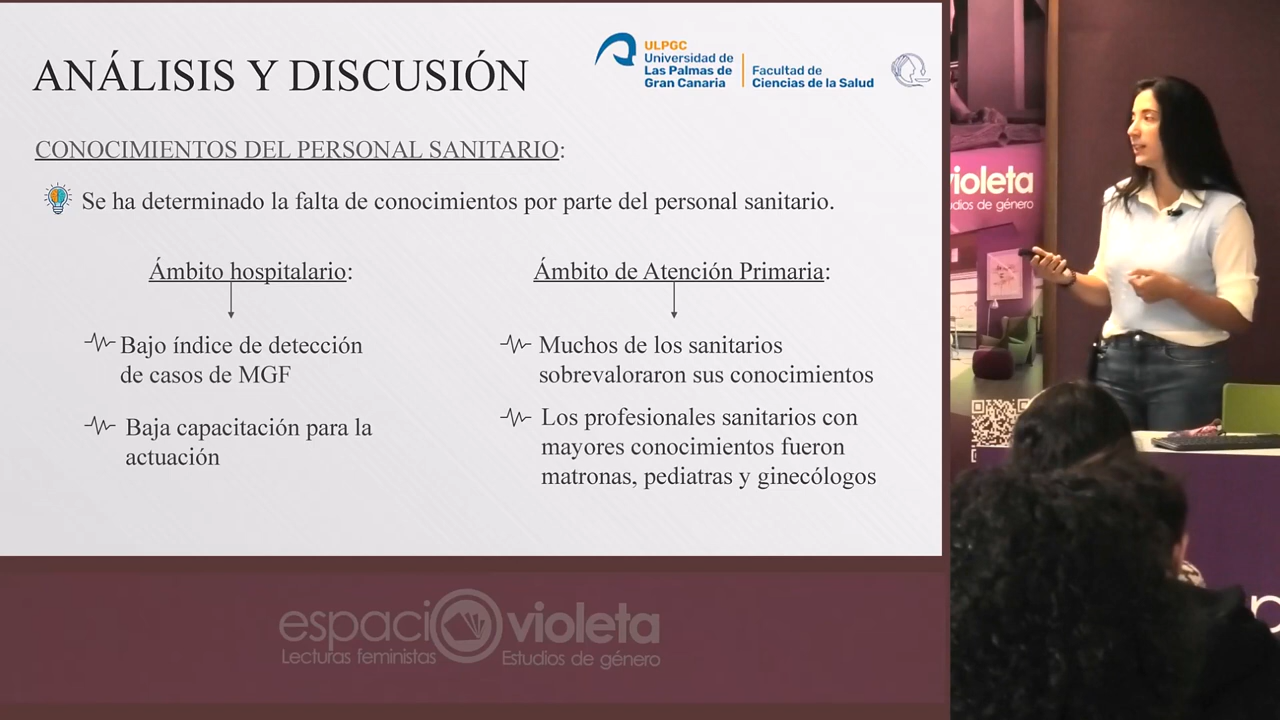 ANÁLISIS Y DISCUSIÓN
ULPGC
Universidad de
Las Palmas de
Gran Canaria
Facultad de
Ciencias de la Salud
CONOCIMIENTOS DEL PERSONAL SANITARIO:
Se ha determinado la falta de conocimientos por parte del personal sanitario.
Ámbito hospitalario:
Bajo índice de detección
de casos de MGF
Baja capacitación para la
actuación
Ámbito de Atención Primaria:
Muchos de los sanitarios
sobrevaloraron sus conocimientos
Los profesionales sanitarios con
mayores conocimientos fueron
matronas, pediatras y ginecólogos
espacio violeta
Lecturas feministas
Estudios de género
violeta
dios de género